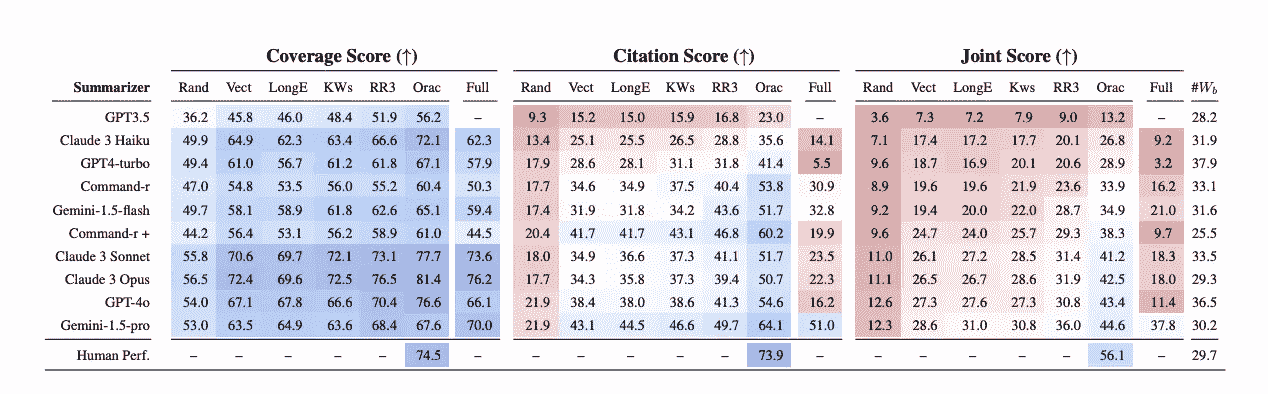 Coverage Score (↑) Citation Score (↑) Joint Score (↑)
Summarizer Rand Vect LongE KWs RR3 Orac Full Rand Vect LongE KWs RR3 Orac Full Rand Vect LongE Kws RR3 Orac Full #Wb
GPT3.5 36.2 45.8 46.0 48.4 51.9 56.2 – 9.3 15.2 15.0 15.9 16.8 23.0 – 3.6 7.3 7.2 7.9 9.0 13.2 – 28.2
Claude 3 Haiku 49.9 64.9 62.3 63.4 66.6 72.1 62.3 13.4 25.1 25.5 26.5 28.8 35.6 14.1 7.1 17.4 17.2 17.7 20.1 26.8 9.2 31.9
GPT4-turbo 49.4 61.0 56.7 61.2 61.8 67.1 57.9 17.9 28.6 28.1 31.1 31.8 41.4 5.5 9.6 18.7 16.9 20.1 20.6 28.9 3.2 37.9
Command-r 47.0 54.8 53.5 56.0 55.2 60.4 50.3 17.7 34.6 34.9 37.5 40.4 53.8 30.9 8.9 19.6 19.6 21.9 23.6 33.9 16.2 33.1
Gemini-1.5-flash 49.7 58.1 58.9 61.8 62.6 65.1 59.4 17.4 31.9 31.8 34.2 43.6 51.7 32.8 9.2 19.4 20.0 22.0 28.7 34.9 21.0 31.6
Command-r + 44.2 56.4 53.1 56.2 58.9 61.0 44.5 20.4 41.7 41.7 43.1 46.8 60.2 19.9 9.6 24.7 24.0 25.7 29.3 38.3 9.7 25.5
Claude 3 Sonnet 55.8 70.6 69.7 72.1 73.1 77.7 73.6 18.0 34.9 36.6 37.3 41.1 51.7 23.5 11.0 26.1 27.2 28.5 31.4 41.2 18.3 33.5
Claude 3 Opus 56.5 72.4 69.6 72.5 76.5 81.4 76.2 17.7 34.3 35.8 37.3 39.4 50.7 22.3 11.1 26.5 26.7 28.6 31.9 42.5 18.0 29.3
GPT-4o 54.0 67.1 67.8 66.6 70.4 76.6 66.1 21.9 38.4 38.0 38.6 41.3 54.6 16.2 12.6 27.3 27.6 27.3 30.8 43.4 11.4 36.5
Gemini-1.5-pro 53.0 63.5 64.9 63.6 68.4 67.6 70.0 21.9 43.1 44.5 46.6 49.7 64.1 51.0 12.3 28.6 31.0 30.8 36.0 44.6 37.8 30.2
Human Perf. – – – – – 74.5 – – – – – – 73.9 – – – – – – 56.1 – 29.7